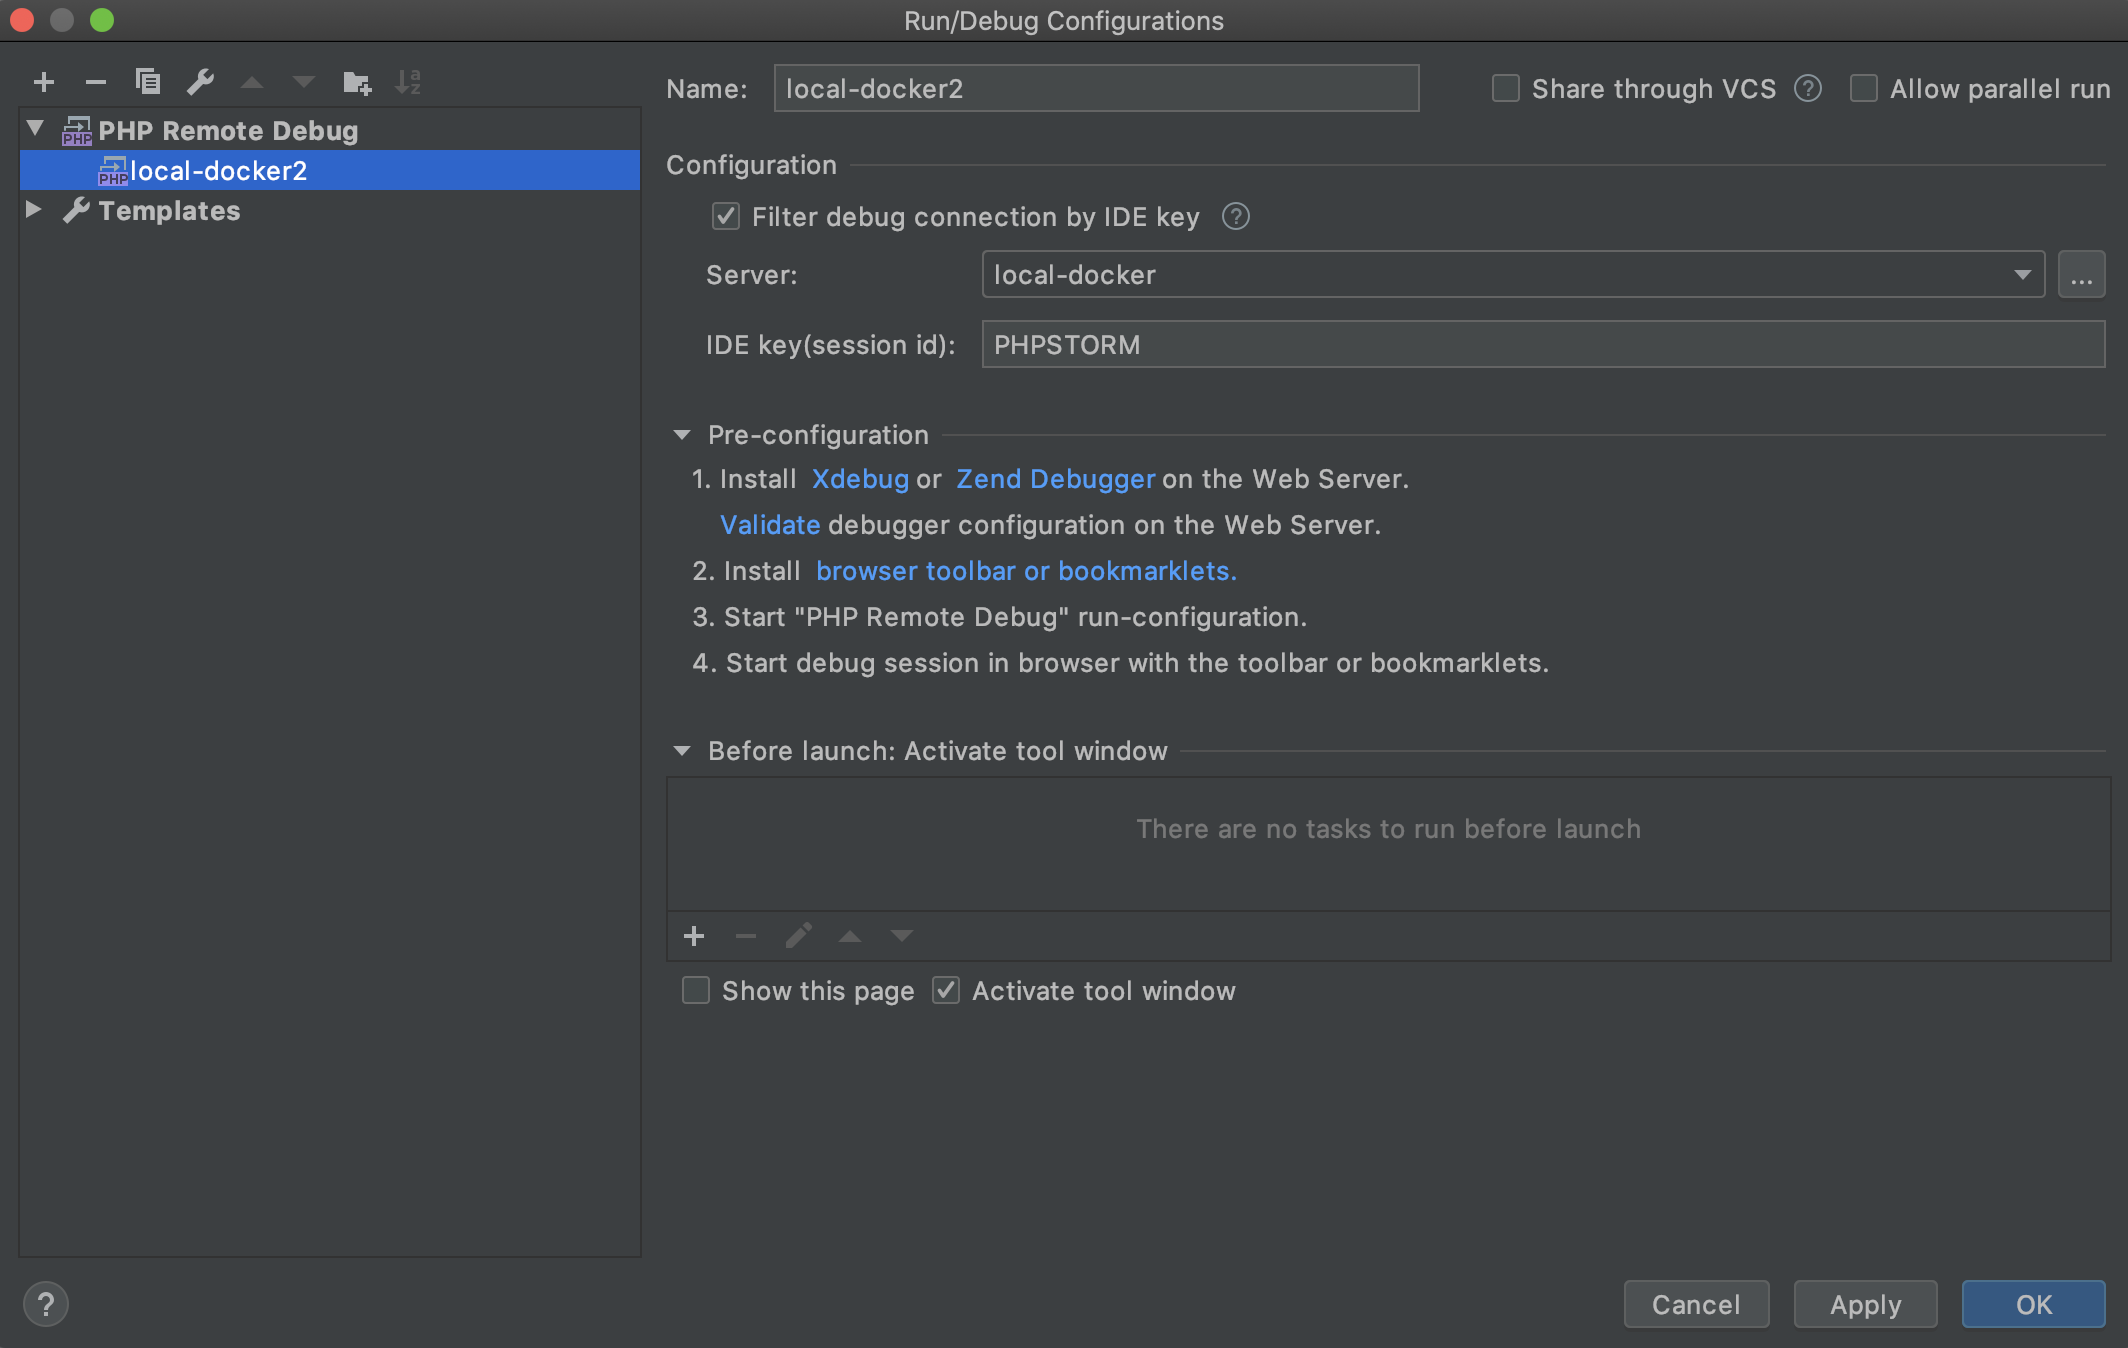 Run/Debug Configurations
Name: local-docker2 Share through VCS ? Allow parallel run
PHP PHP Remote Debug
PHP local-docker2
Templates
Configuration
Filter debug connection by IDE key ?
Server: local-docker ...
IDE key(session id): PHPSTORM
Pre-configuration
1. Install Xdebug or Zend Debugger on the Web Server.
Validate debugger configuration on the Web Server.
2. Install browser toolbar or bookmarklets.
3. Start "PHP Remote Debug" run-configuration.
4. Start debug session in browser with the toolbar or bookmarklets.
Before launch: Activate tool window
There are no tasks to run before launch
Show this page Activate tool window
? Cancel Apply OK